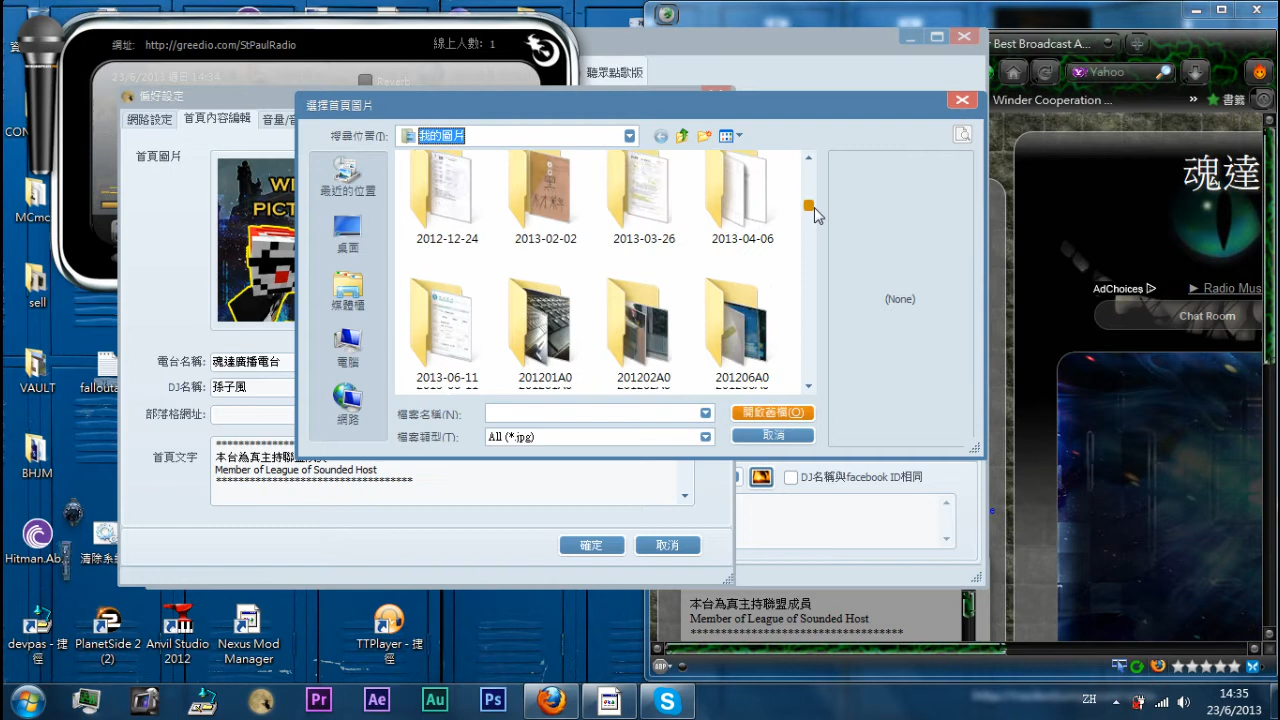 網址: http://greedio.com/StPaulRadio
線上人數: 1
23/6/2013 週日 14:34
Reverb
聽眾點歌版
Best Broadcast A...
Yahoo
Winder Cooperation ...
»
書籤
偏好設定
網路設定
首頁內容編輯
選擇首頁圖片
搜尋位置(I):
我的圖片
最近的位置
桌面
媒體櫃
電腦
網路
2012-12-24
2013-02-02
2013-03-26
2013-04-06
2013-06-11
201201A0
201202A0
201206A0
(None)
檔案名稱(N):
開啟舊檔(O)
檔案類型(T):
All (*.jpg)
取消
首頁圖片
電台名稱:
魂達廣播電台
DJ名稱:
孫子風
部落格網址:
首頁文字
Member of League of Sounded Host
***********************************
DJ名稱與facebook ID相同
確定
取消
魂達
AdChoices
► Radio Mus
Chat Room
本台為真主持聯盟成員
Member of League of Sounded Host
***********************************
MCmc
sell
VAULT
fallout
BHJM
Hitman.Ab
清除系
devpas - 捷徑
PlanetSide 2 (2)
Anvil Studio 2012
Nexus Mod Manager
TTPlayer - 捷徑
Pr
Ae
Au
Ps
ABP
ZH
14:35
23/6/2013